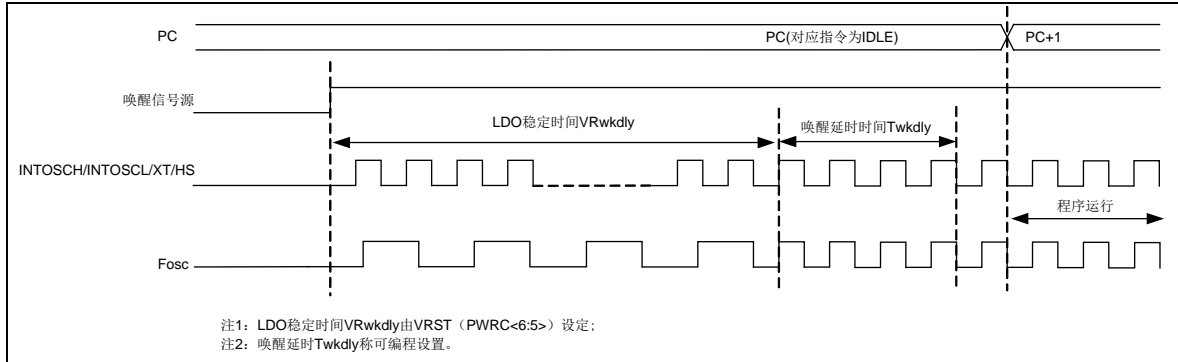 PC
PC(对应指令为IDLE)
PC+1
唤醒信号源
LDO稳定时间VRwkdly
唤醒延时时间Twkdly
INTOSCH/INTOSCL/XT/HS
程序运行
Fosc
注1：LDO稳定时间VRwkdly由VRST（PWRC<6:5>）设定;
注2：唤醒延时Twkdly称可编程设置。